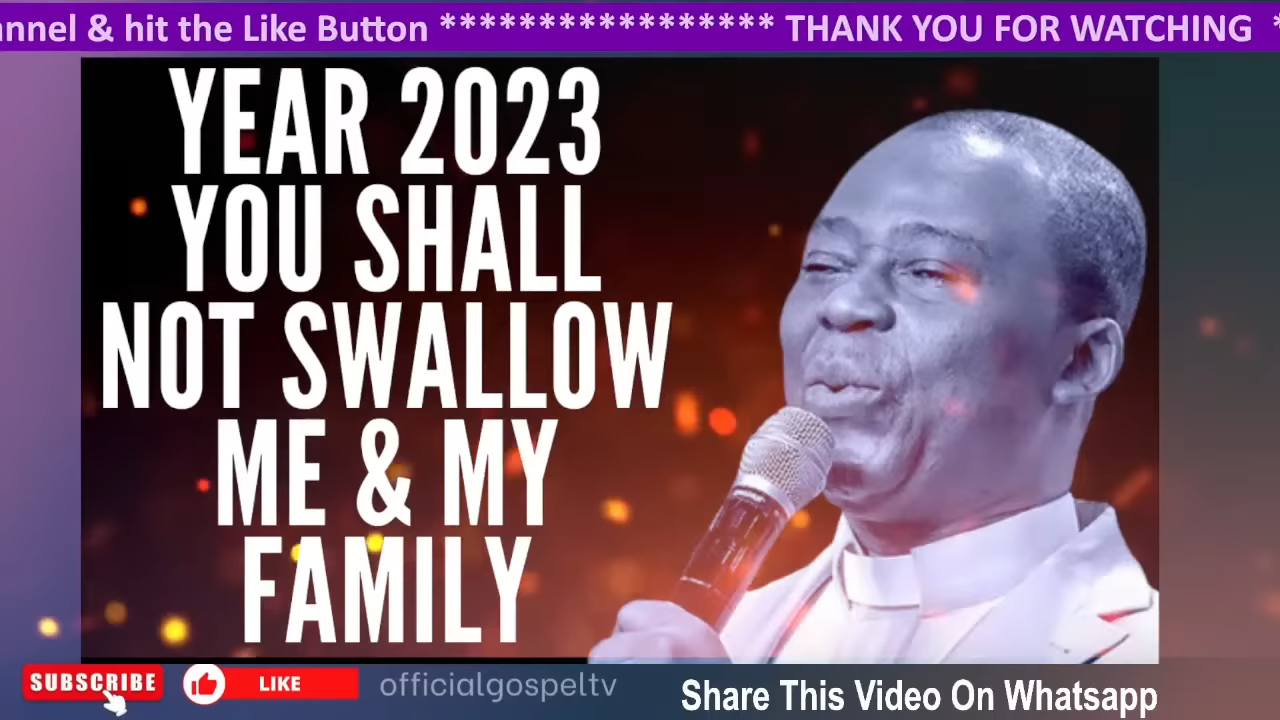 annel & hit the Like Button ***************** THANK YOU FOR WATCHING *
YEAR 2023
YOU SHALL
NOT SWALLOW
ME & MY
FAMILY
SUBSCRIBE
LIKE
officialgospeltv
Share This Video On Whatsapp